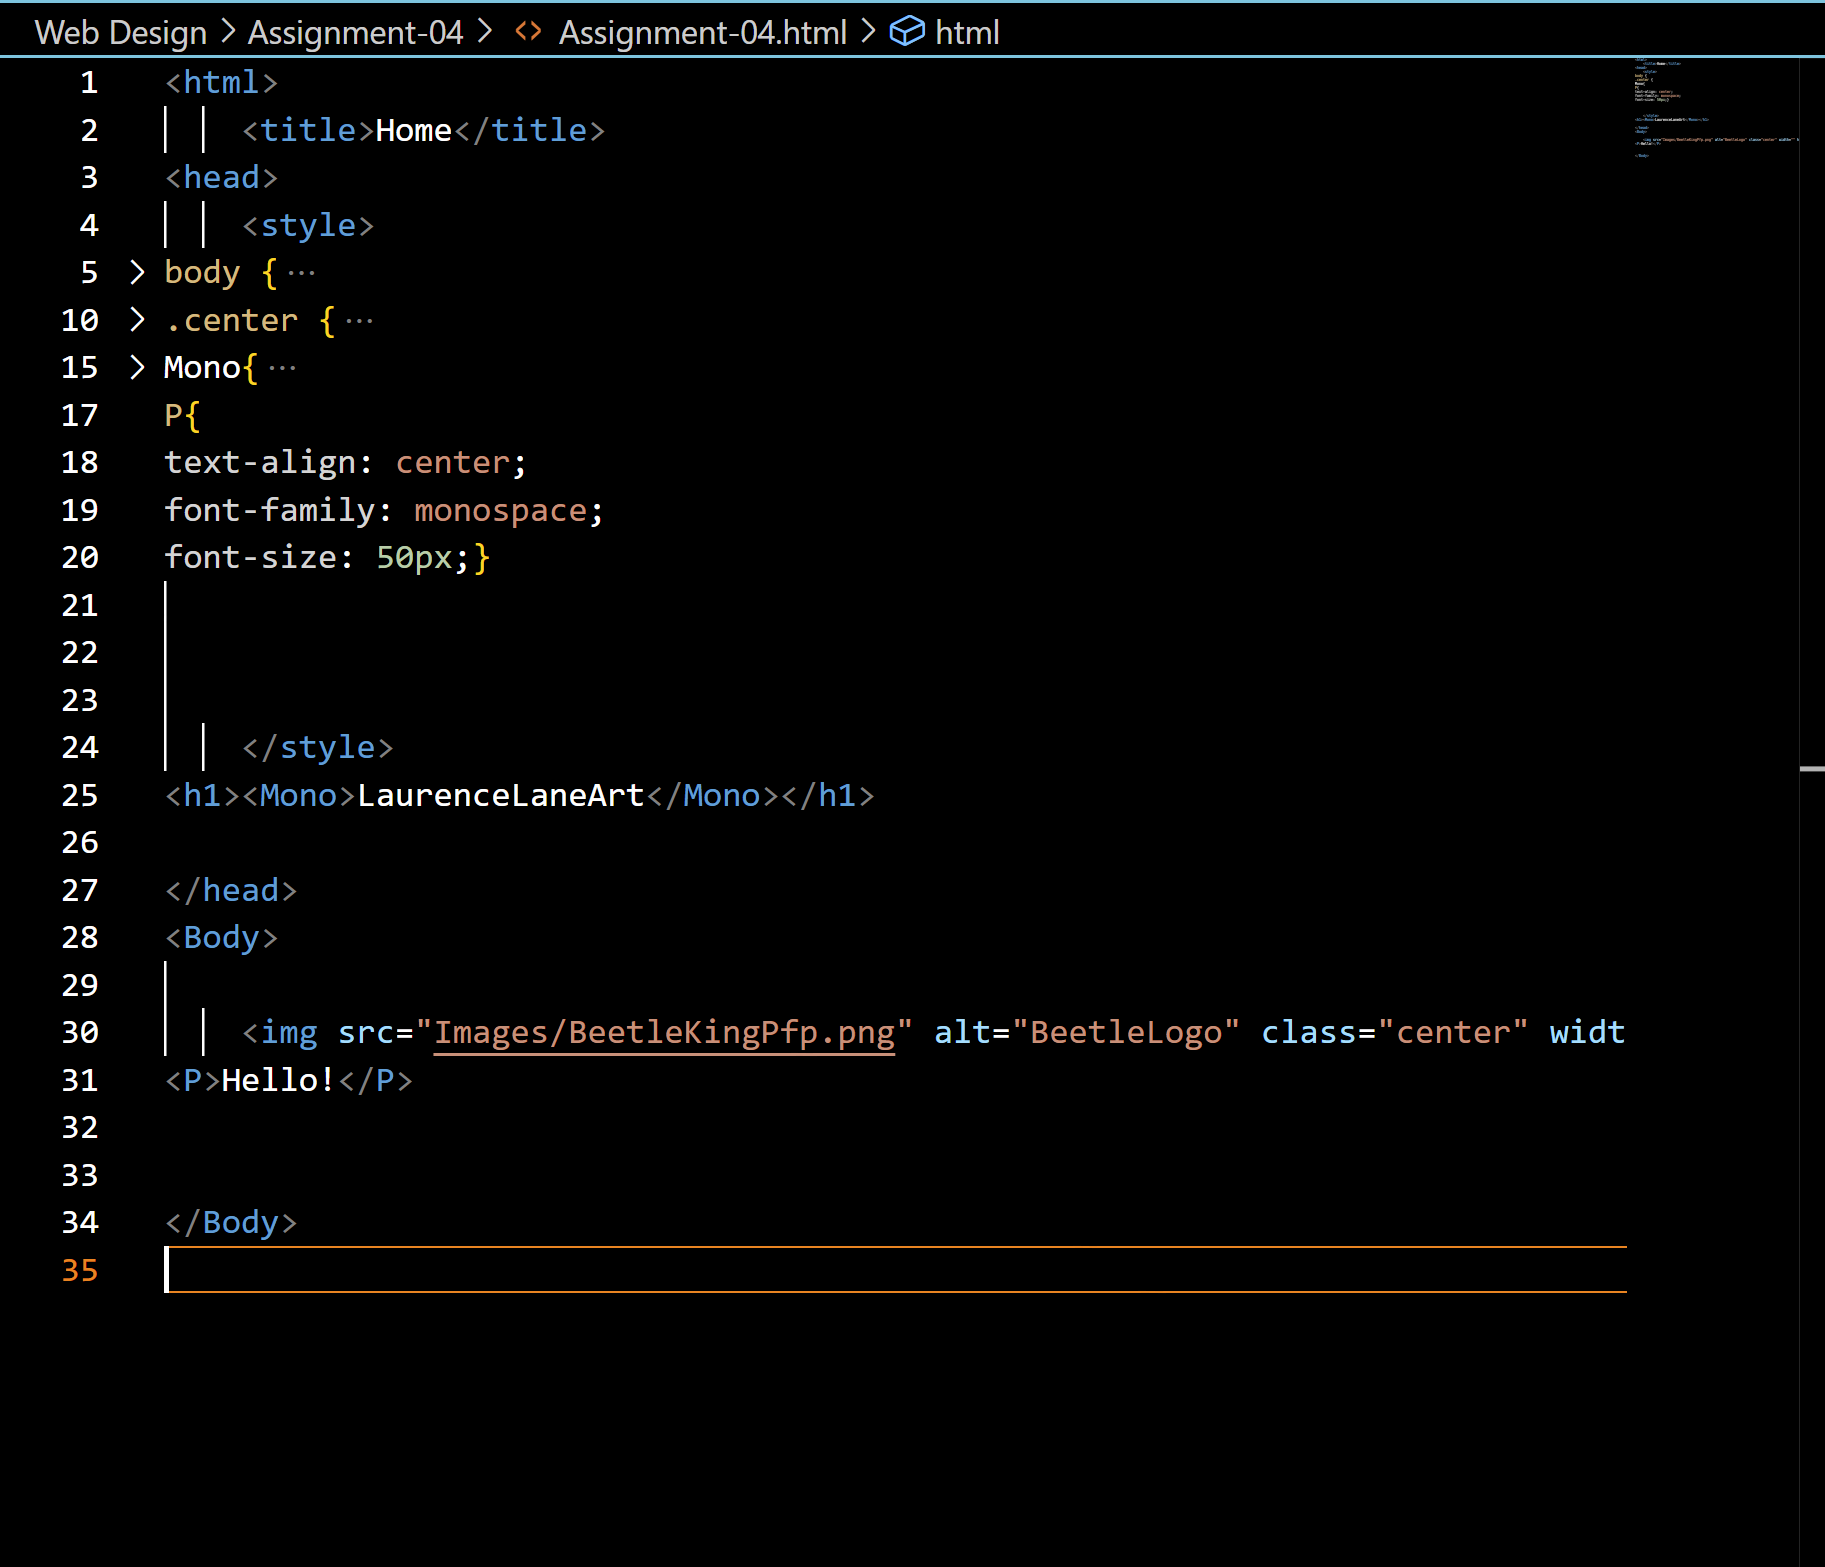 Web Design > Assignment-04 > <> Assignment-04.html > html
1 <html>
2 <title>Home</title>
3 <head>
4 <style>
5 > body {···
10 > .center {···
15 > Mono{···
17 P{
18 text-align: center;
19 font-family: monospace;
20 font-size: 50px;}
21
22
23
24 </style>
25 <h1><Mono>LaurenceLaneArt</Mono></h1>
26
27 </head>
28 <Body>
29
30 <img src="Images/BeetleKingPfp.png" alt="BeetleLogo" class="center" widt
31 <P>Hello!</P>
32
33
34 </Body>
35